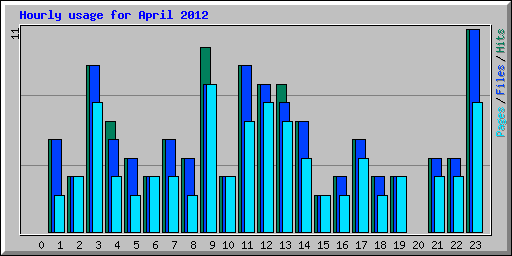 Hourly usage for April 2012
11
Pages/Files/Hits
0 1 2 3 4 5 6 7 8 9 10 11 12 13 14 15 16 17 18 19 20 21 22 23